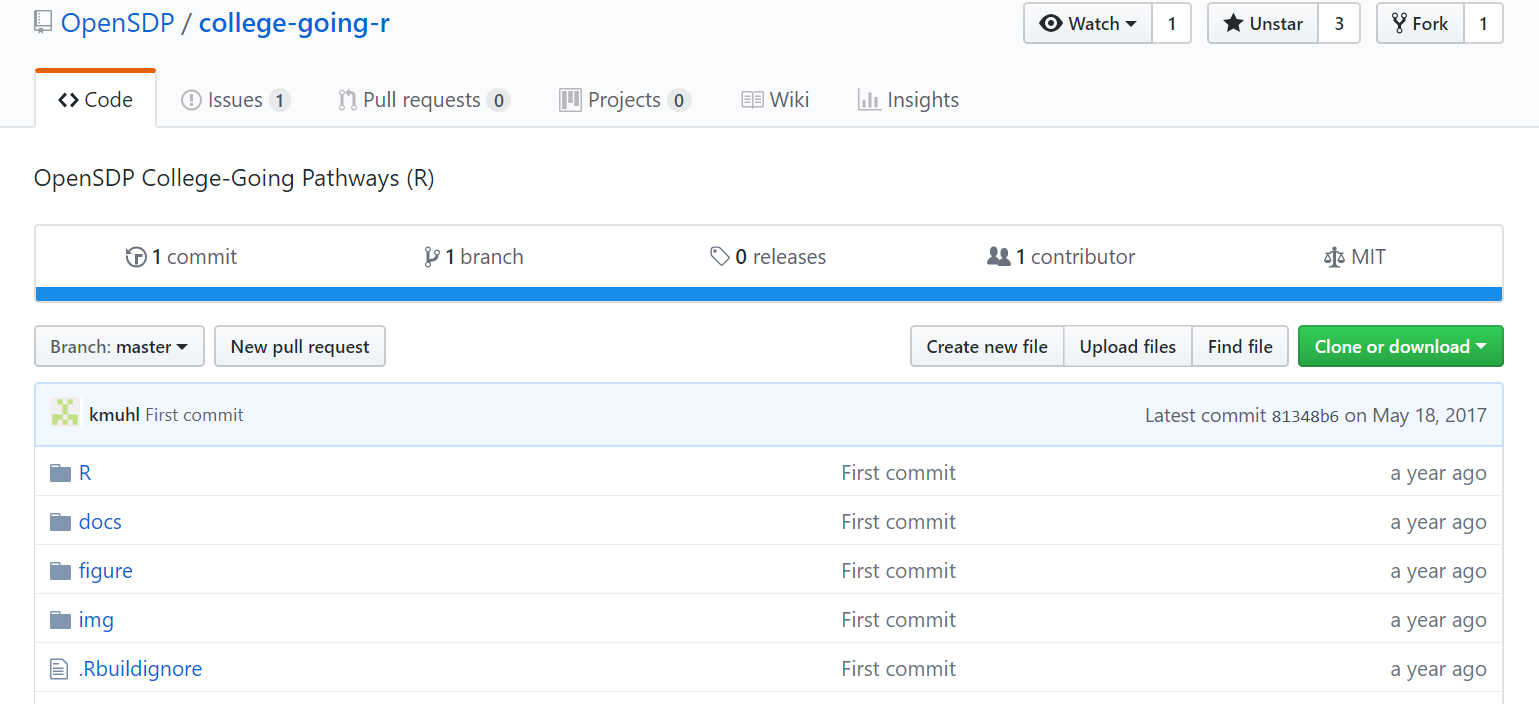 OpenSDP / college-going-r
Watch 1 Unstar 3 Fork 1
Code Issues 1 Pull requests 0 Projects 0 Wiki Insights
OpenSDP College-Going Pathways (R)
1 commit 1 branch 0 releases 1 contributor MIT
Branch: master New pull request Create new file Upload files Find file Clone or download
kmuhl First commit Latest commit 81348b6 on May 18, 2017
R First commit a year ago
docs First commit a year ago
figure First commit a year ago
img First commit a year ago
.Rbuildignore First commit a year ago